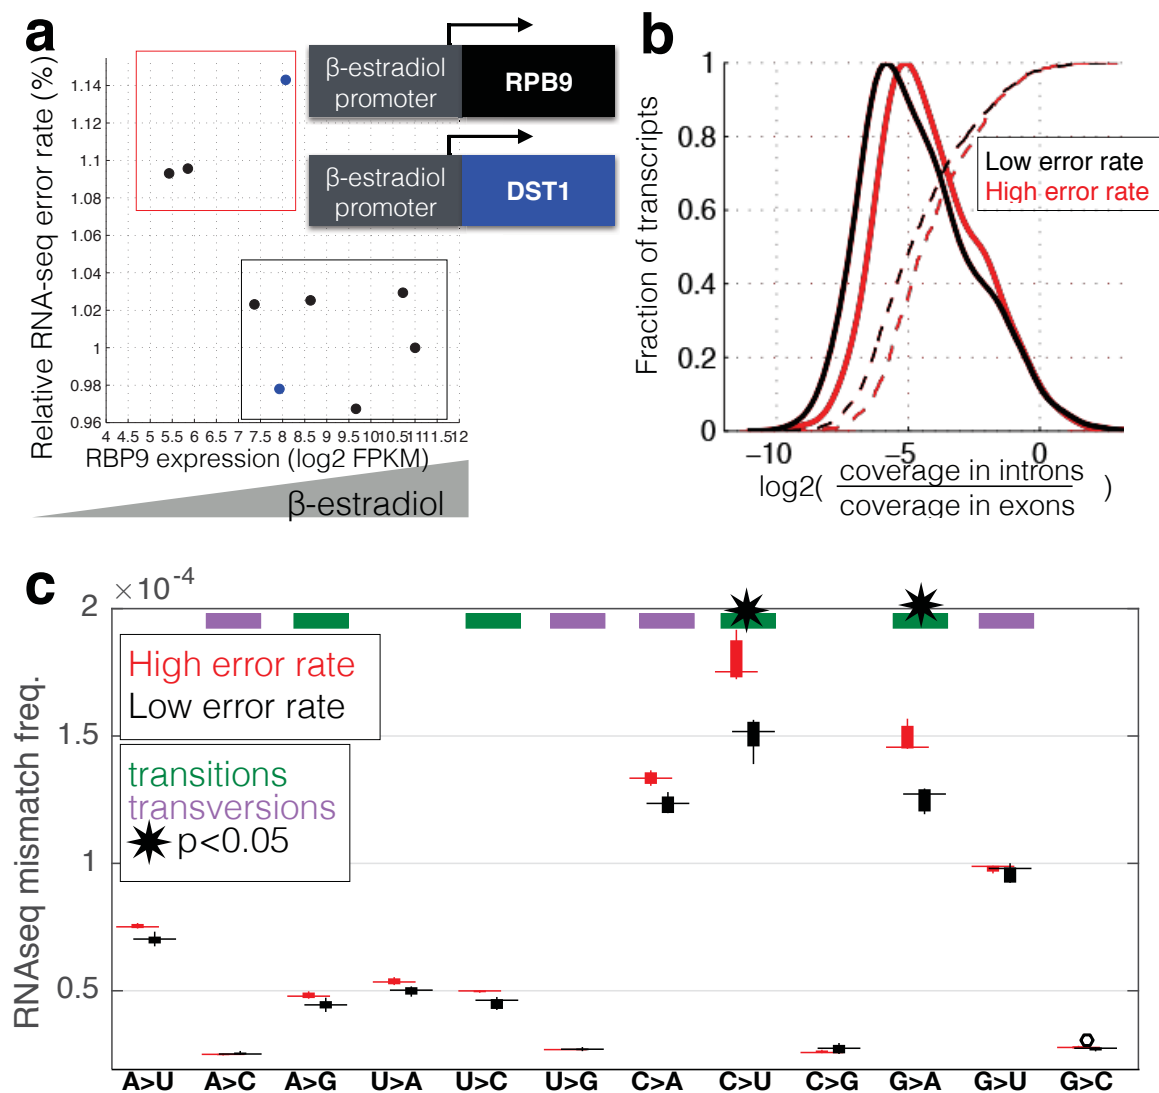 a
Relative RNA-seq error rate (%)
1.14
1.12
1.1
1.08
1.06
1.04
1.02
1
0.98
0.96
4 4.5 5 5.5 6 6.5 7 7.5 8 8.5 9 9.5 10 10.5 11 11.5 12
RBP9 expression (log2 FPKM)
β-estradiol
β-estradiol
promoter
RPB9
β-estradiol
promoter
DST1
b
Fraction of transcripts
1
0.8
0.6
0.4
0.2
0
Low error rate
High error rate
−10 −5 0
log2( coverage in introns )
coverage in exons
c
×10-4
RNAseq mismatch freq.
2
1.5
1
0.5
High error rate
Low error rate
transitions
transversions
p<0.05
A>U A>C A>G U>A U>C U>G C>A C>U C>G G>A G>U G>C